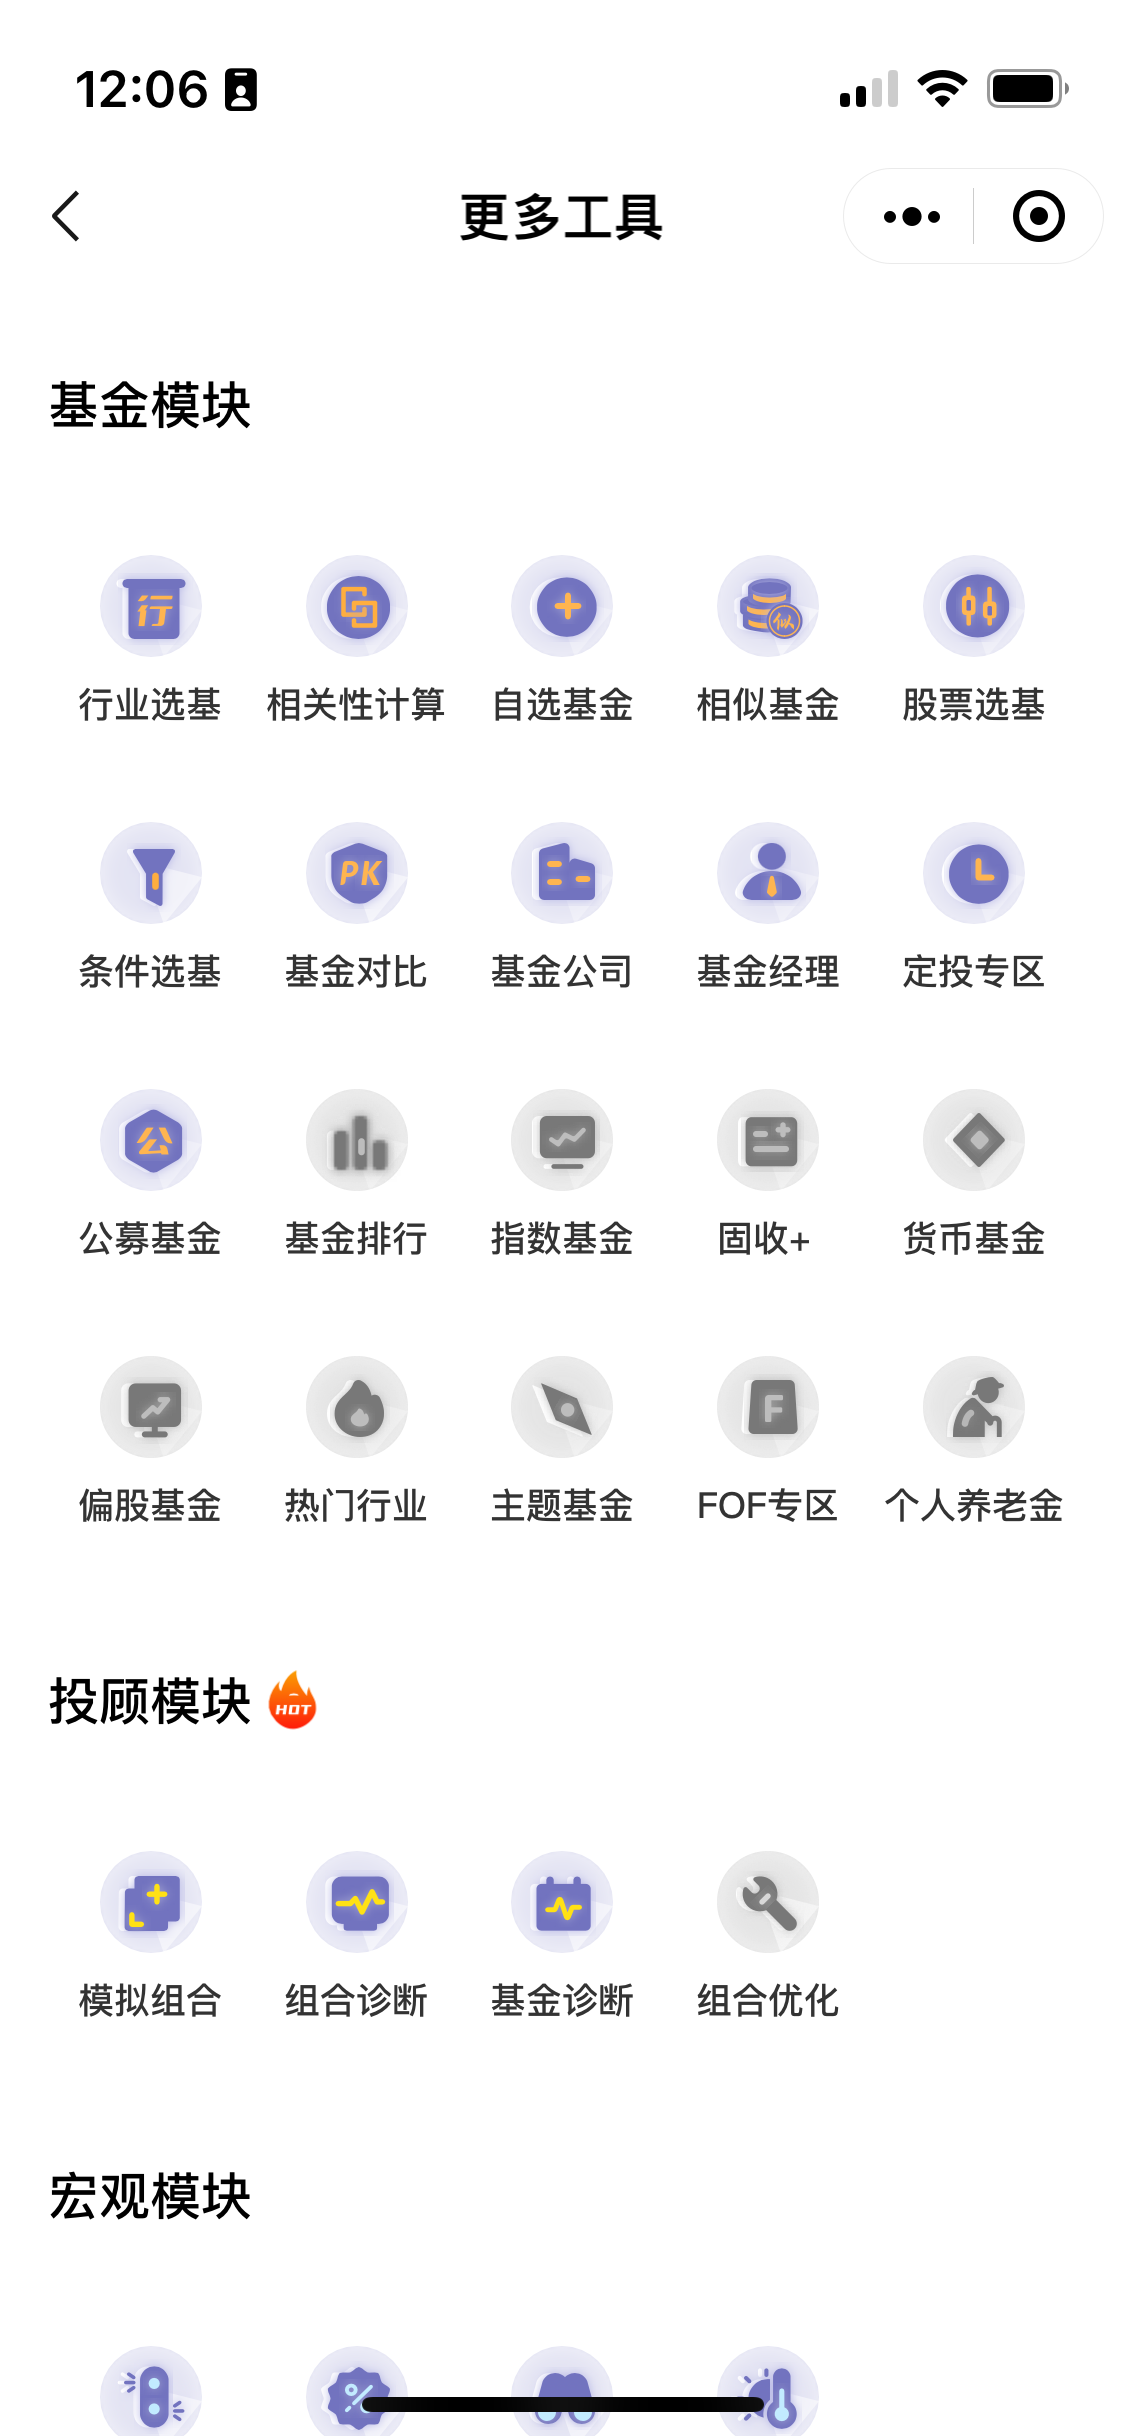 12:06
更多工具
基金模块
行
似
行业选基 相关性计算 自选基金 相似基金 股票选基
PK
条件选基 基金对比 基金公司 基金经理 定投专区
公
公募基金 基金排行 指数基金 固收+ 货币基金
F
偏股基金 热门行业 主题基金 FOF专区 个人养老金
投顾模块 HOT
模拟组合 组合诊断 基金诊断 组合优化
宏观模块
%